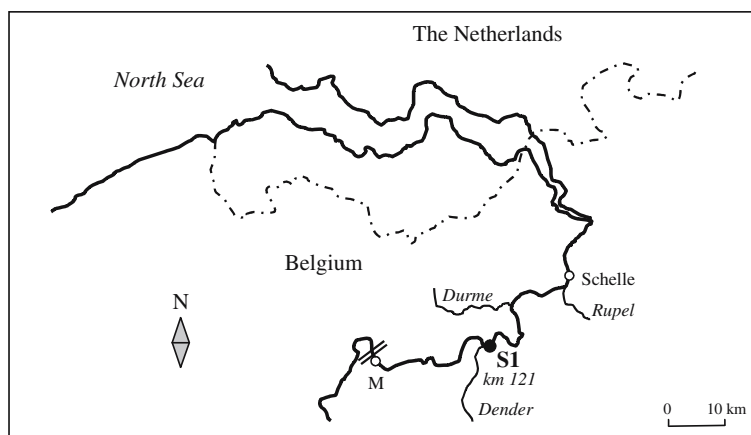 The Netherlands
North Sea
Belgium
Schelle
Durme
Rupel
N
S1
M
km 121
Dender
0 10 km